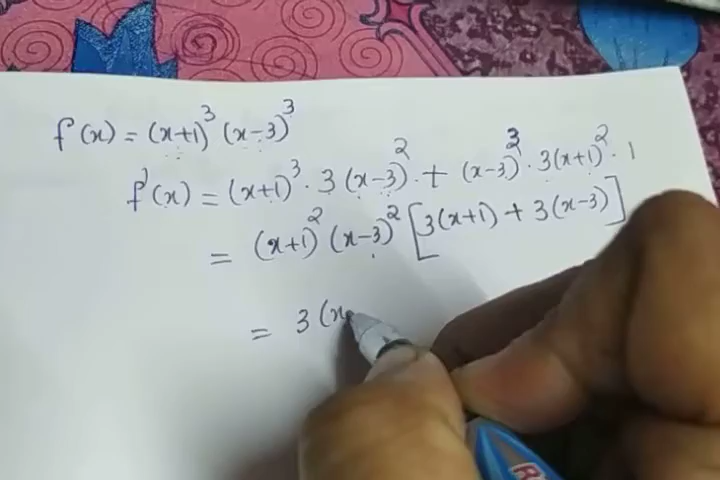 f(x) = (x+1)³ (x-3)³
f'(x) = (x+1)³ · 3 (x-3)² + (x-3)³ · 3(x+1)² · 1
= (x+1)² (x-3)² [3(x+1) + 3(x-3)]
= 3 (x